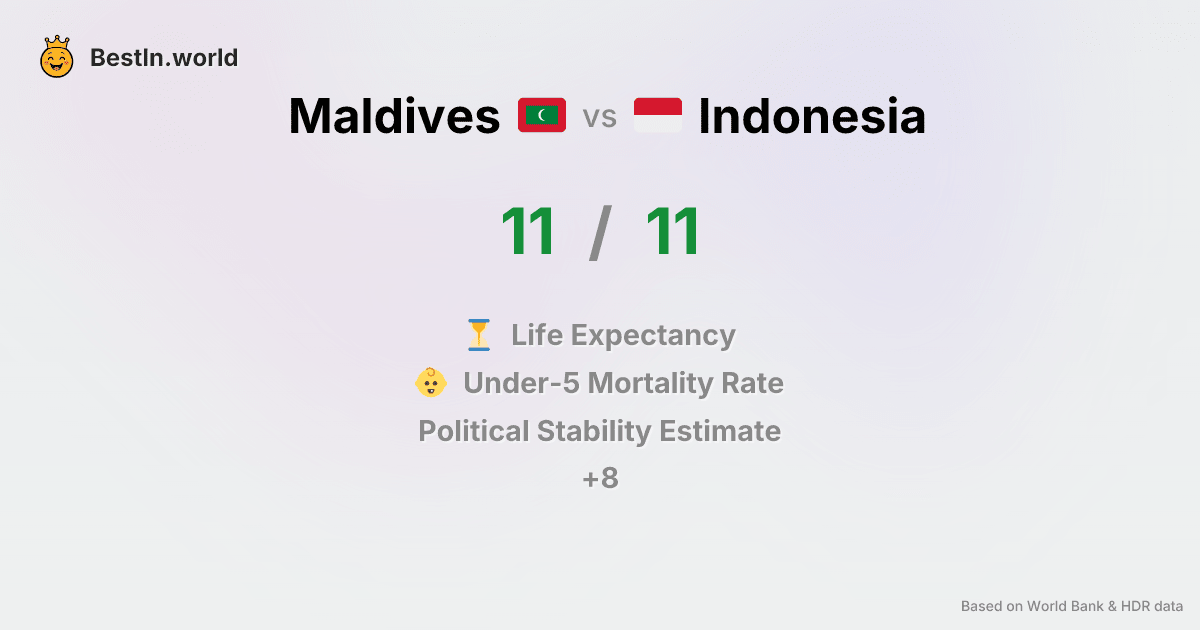 BestIn.world
Maldives vs Indonesia
11 / 11
Life Expectancy
Under-5 Mortality Rate
Political Stability Estimate
+8
Based on World Bank & HDR data